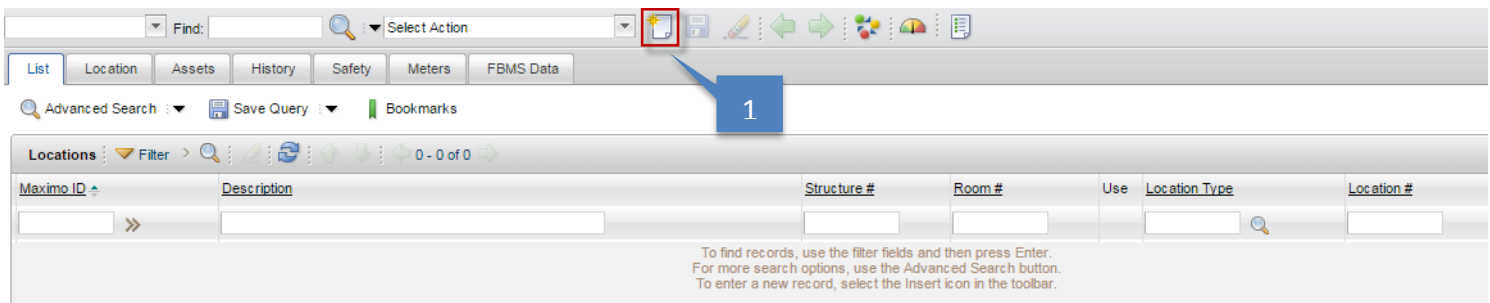 Find: Select Action
1
List Location Assets History Safety Meters FBMS Data
Advanced Search Save Query Bookmarks
Locations Filter > 0 - 0 of 0
Maximo ID Description Structure # Room # Use Location Type Location #
To find records, use the filter fields and then press Enter.
For more search options, use the Advanced Search button.
To enter a new record, select the Insert icon in the toolbar.